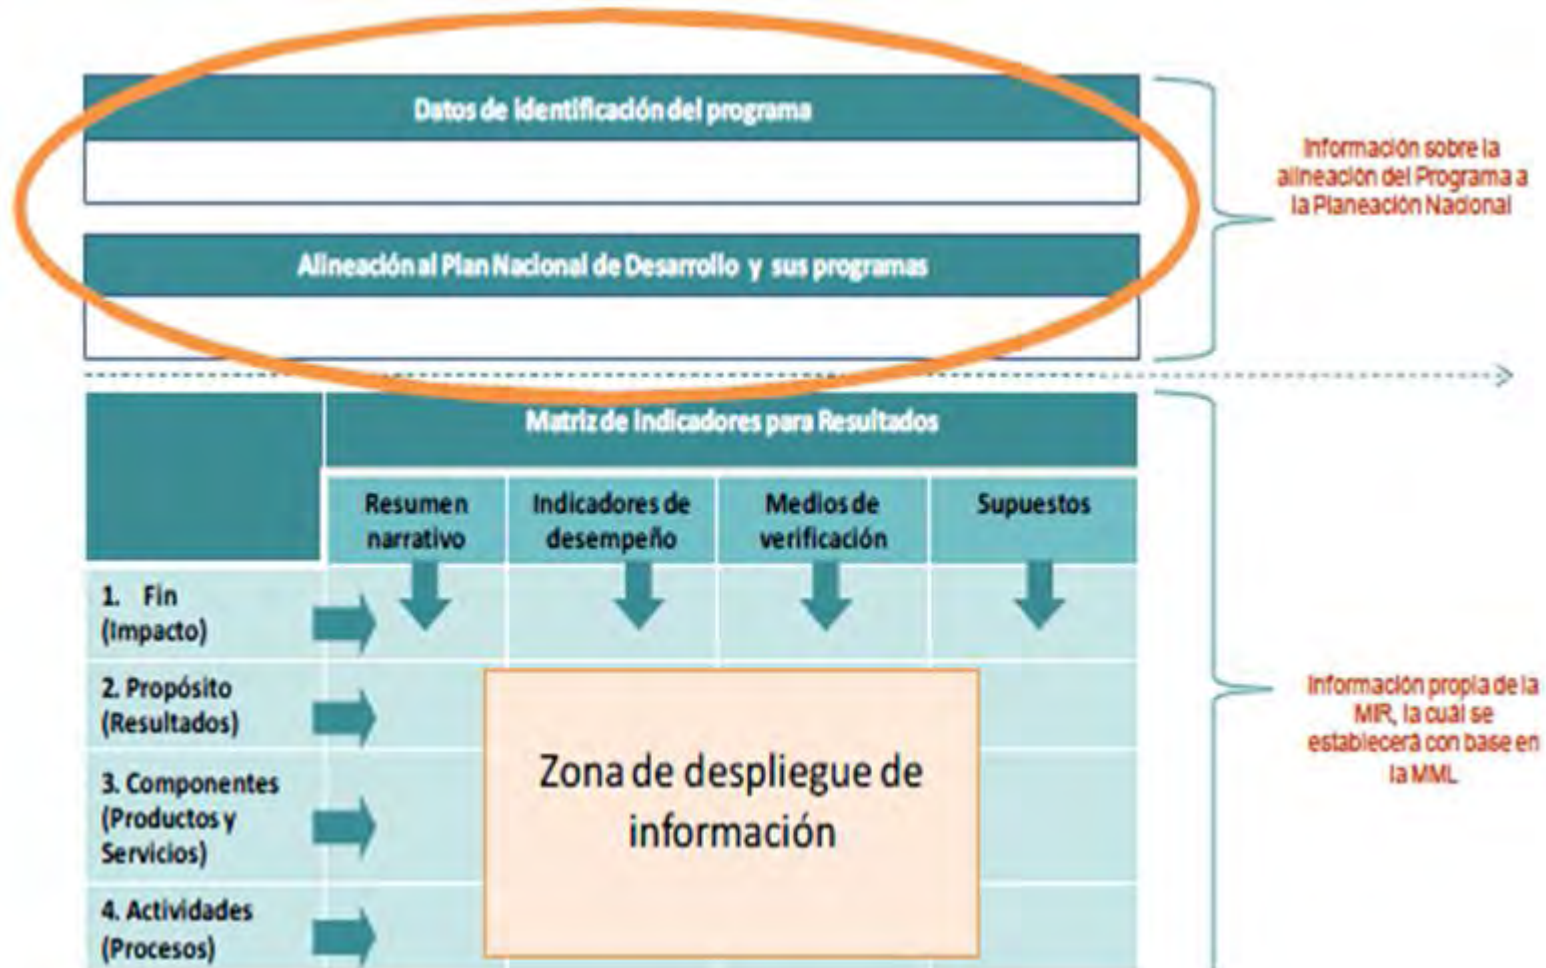 Datos de identificación del programa
Información sobre la
alineación del Programa a
la Planeación Nacional
Alineación al Plan Nacional de Desarrollo y sus programas
Matriz de Indicadores para Resultados
Resumen
narrativo
Indicadores de
desempeño
Medios de
verificación
Supuestos
1. Fin
(Impacto)
2. Propósito
(Resultados)
3. Componentes
(Productos y
Servicios)
4. Actividades
(Procesos)
Zona de despliegue de
información
Información propia de la
MIR, la cuál se
establecerá con base en
la MML